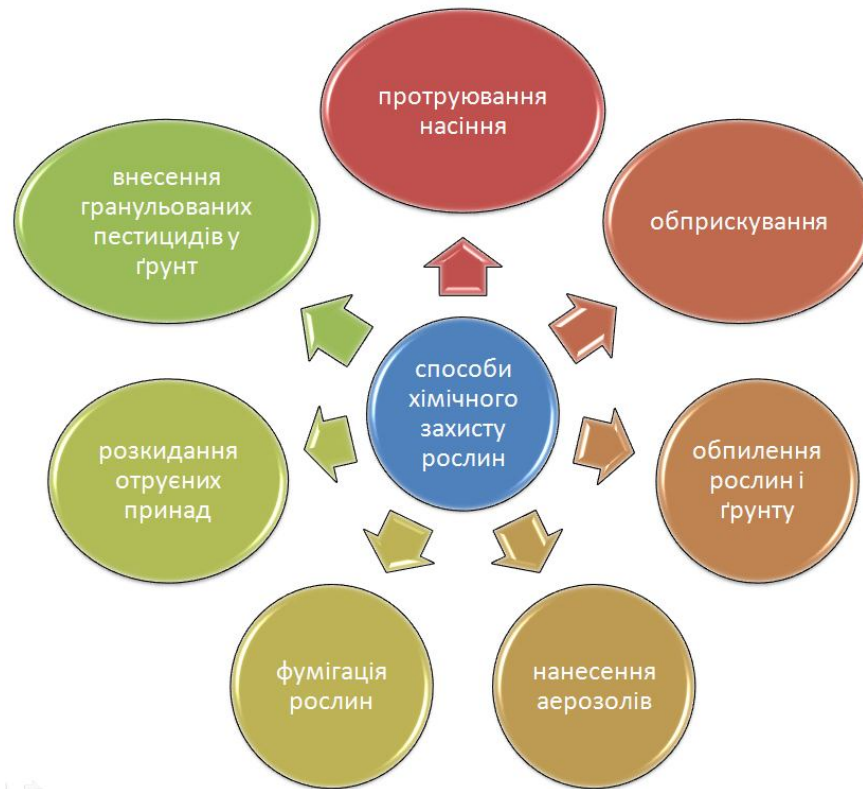 протруювання
насіння
обприскування
обпилення
рослин і
ґрунту
нанесення
аерозолів
фумігація
рослин
розкидання
отруєних
принад
внесення
гранульованих
пестицидів у
ґрунт
способи
хімічного
захисту
рослин